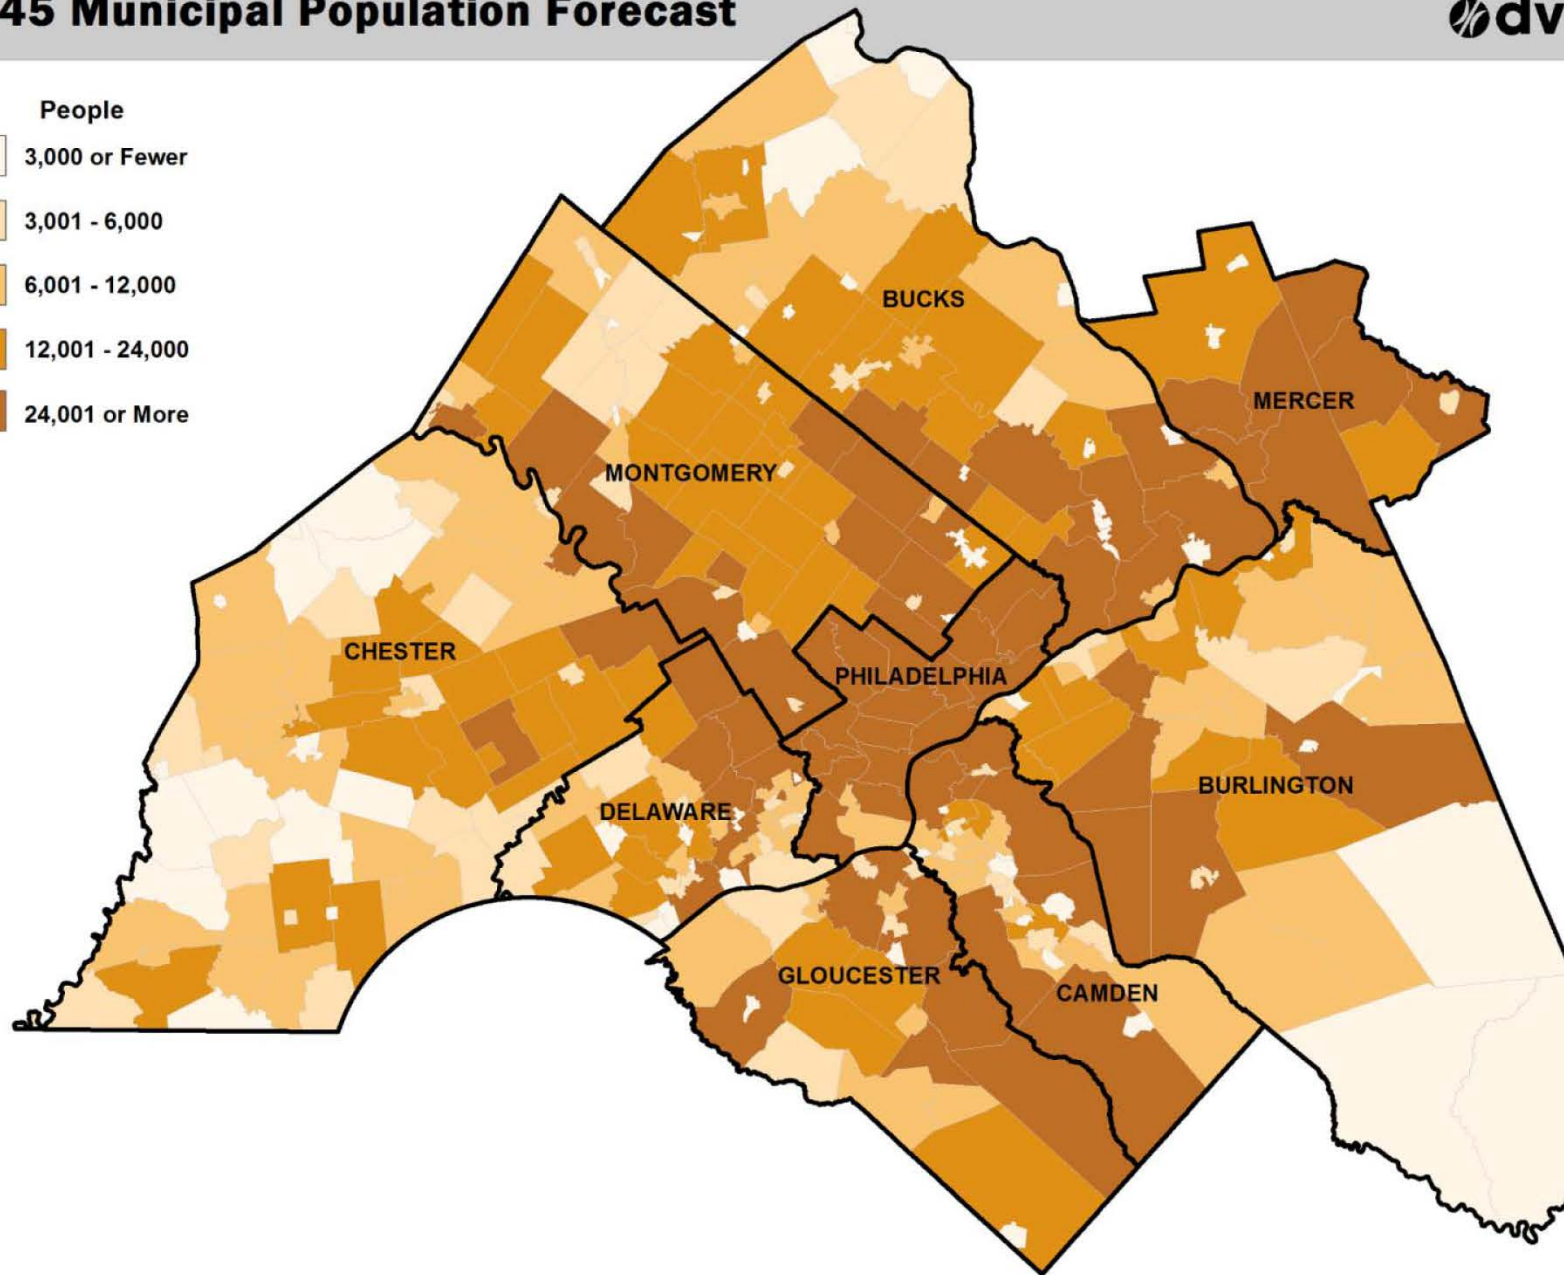 45 Municipal Population Forecast
dv
People
3,000 or Fewer
3,001 - 6,000
6,001 - 12,000
12,001 - 24,000
24,001 or More
BUCKS
MERCER
MONTGOMERY
CHESTER
PHILADELPHIA
BURLINGTON
DELAWARE
GLOUCESTER
CAMDEN